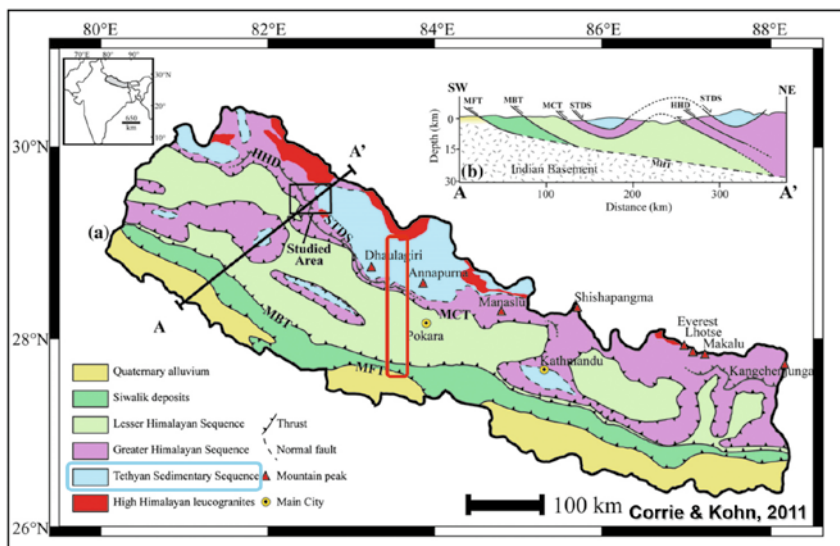 80°E 82°E 84°E 86°E 88°E
70°E 80° 90°
30°N
20°
10°
650
km
SW NE
MFT MBT MCT STDS HHD STDS
Depth (km)
0
15
30
Indian Basement
MHT
(b)
A 100 200 300 A'
Distance (km)
30°N
28°N
26°N
HHD
A'
STDS
Studied
Area
(a)
A
Dhaulagiri
Annapurna
Manaslu
Shishapangma
MBT
MCT
Pokara
MFT
Kathmandu
Everest
Lhotse
Makalu
Kangchenjunga
Quaternary alluvium
Siwalik deposits
Lesser Himalayan Sequence
Greater Himalayan Sequence
Tethyan Sedimentary Sequence
High Himalayan leucogranites
Thrust
Normal fault
Mountain peak
Main City
100 km
Corrie & Kohn, 2011